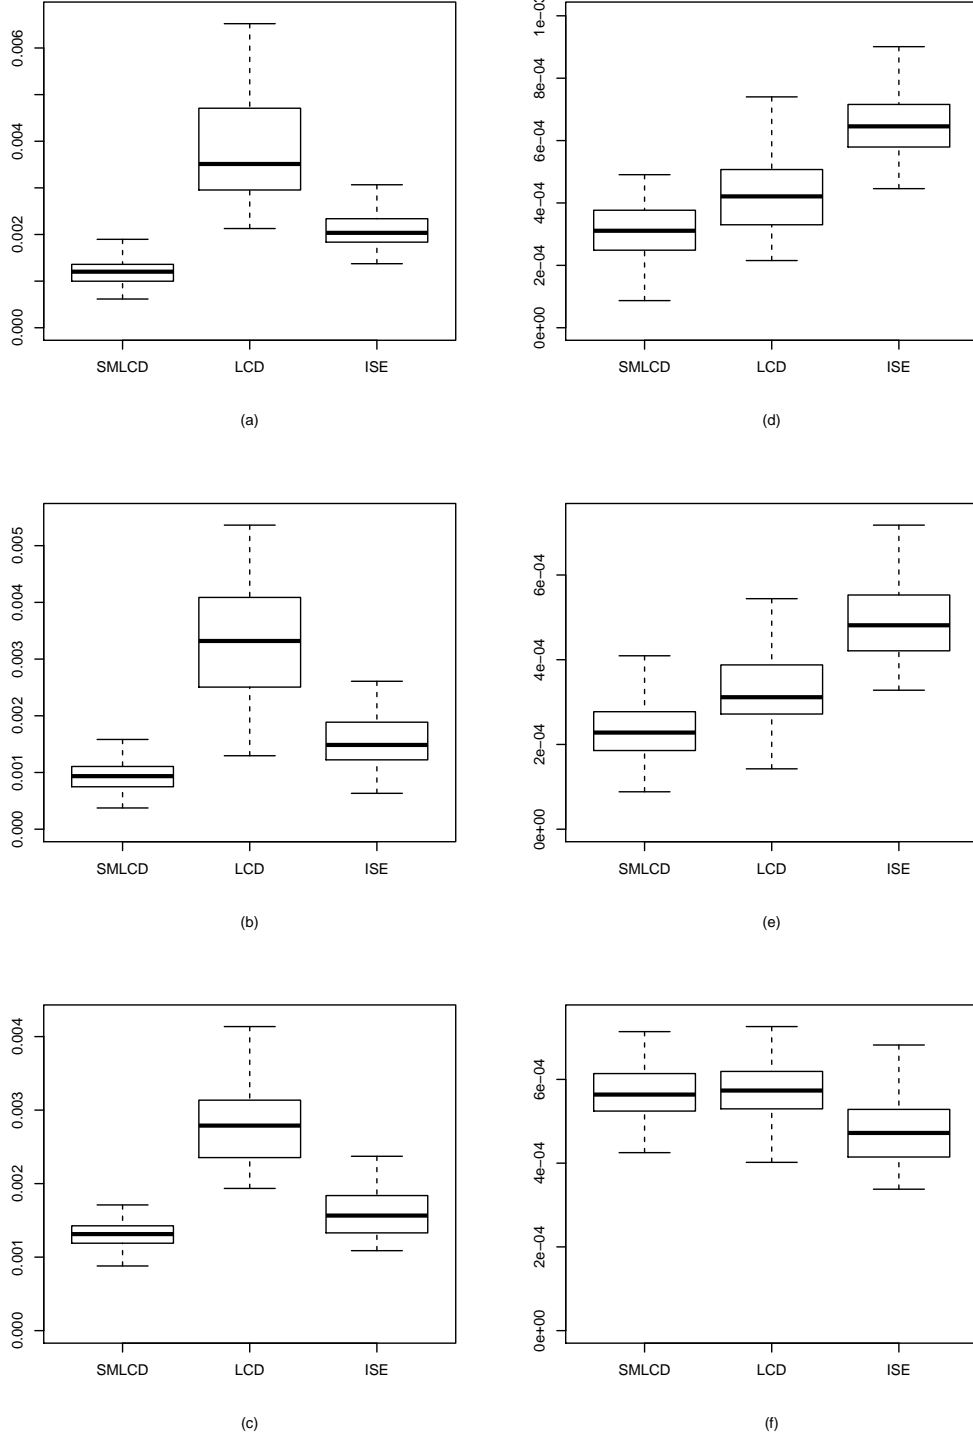 0.006
0.004
0.002
0.000
SMLCD LCD ISE
(a)
8e-04
6e-04
4e-04
2e-04
0e+00
SMLCD LCD ISE
(d)
0.005
0.004
0.003
0.002
0.001
0.000
SMLCD LCD ISE
(b)
6e-04
4e-04
2e-04
0e+00
SMLCD LCD ISE
(e)
0.004
0.003
0.002
0.001
0.000
SMLCD LCD ISE
(c)
6e-04
4e-04
2e-04
0e+00
SMLCD LCD ISE
(f)